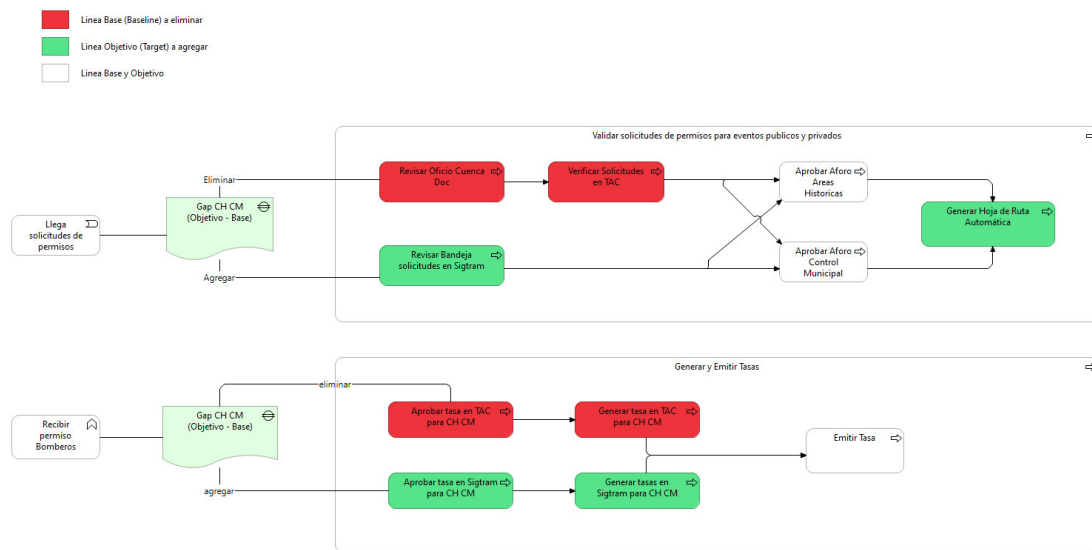 Linea Base (Baseline) a eliminar
Linea Objetivo (Target) a agregar
Linea Base y Objetivo
Validar solicitudes de permisos para eventos publicos y privados
Eliminar
Revisar Oficio Cuenca
Doc
Verificar Solicitudes
en TAC
Aprobar Aforo
Areas
Historicas
Gap CH CM
(Objetivo - Base)
Generar Hoja de Ruta
Automática
Llega
solicitudes de
permisos
Revisar Bandeja
solicitudes en Sigtram
Aprobar Aforo
Control
Municipal
Agregar
Generar y Emitir Tasas
eliminar
Gap CH CM
(Objetivo - Base)
Aprobar tasa en TAC
para CH CM
Generar tasa en TAC
para CH CM
Recibir
permiso
Bomberos
Emitir Tasa
Aprobar tasa en Sigtram
para CH CM
Generar tasas en
Sigtram para CH CM
agregar